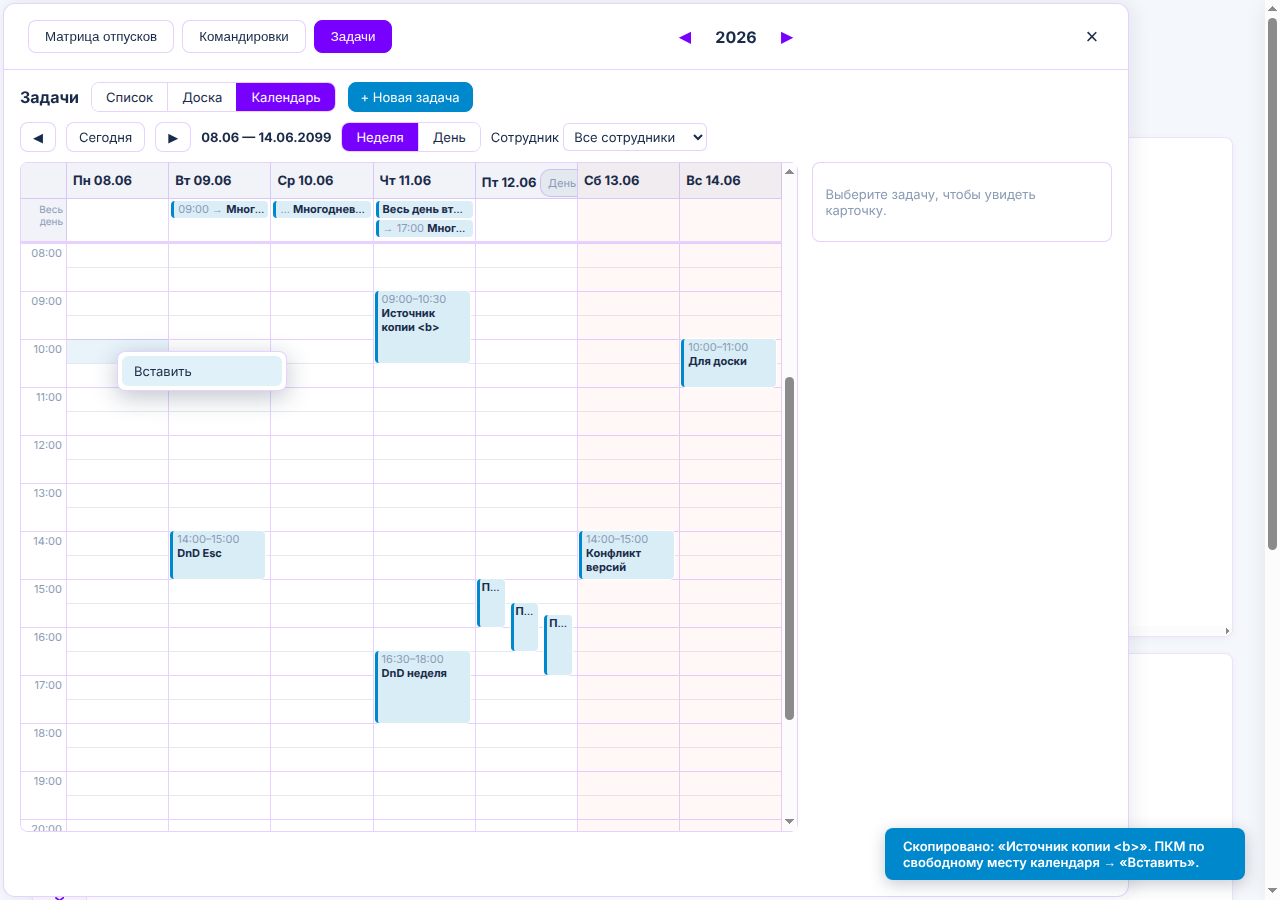 Матрица отпусков Командировки Задачи ◀ 2026 ▶ ×
Задачи Список Доска Календарь + Новая задача
◀ Сегодня ▶ 08.06 — 14.06.2099 Неделя День Сотрудник Все сотрудники
Пн 08.06 Вт 09.06 Ср 10.06 Чт 11.06 Пт 12.06 День Сб 13.06 Вс 14.06
Весь
день
09:00 → Мног...
... Многоднев...
Весь день вт...
→ 17:00 Мног...
Выберите задачу, чтобы увидеть
карточку.
08:00
09:00
09:00–10:30
Источник
копии <b>
10:00
10:00–11:00
Для доски
Вставить
11:00
12:00
13:00
14:00
14:00–15:00
DnD Esc
14:00–15:00
Конфликт
версий
15:00
П...
П...
П...
16:00
16:30–18:00
DnD неделя
17:00
18:00
19:00
20:00
Скопировано: «Источник копии <b>». ПКМ по
свободному месту календаря → «Вставить».